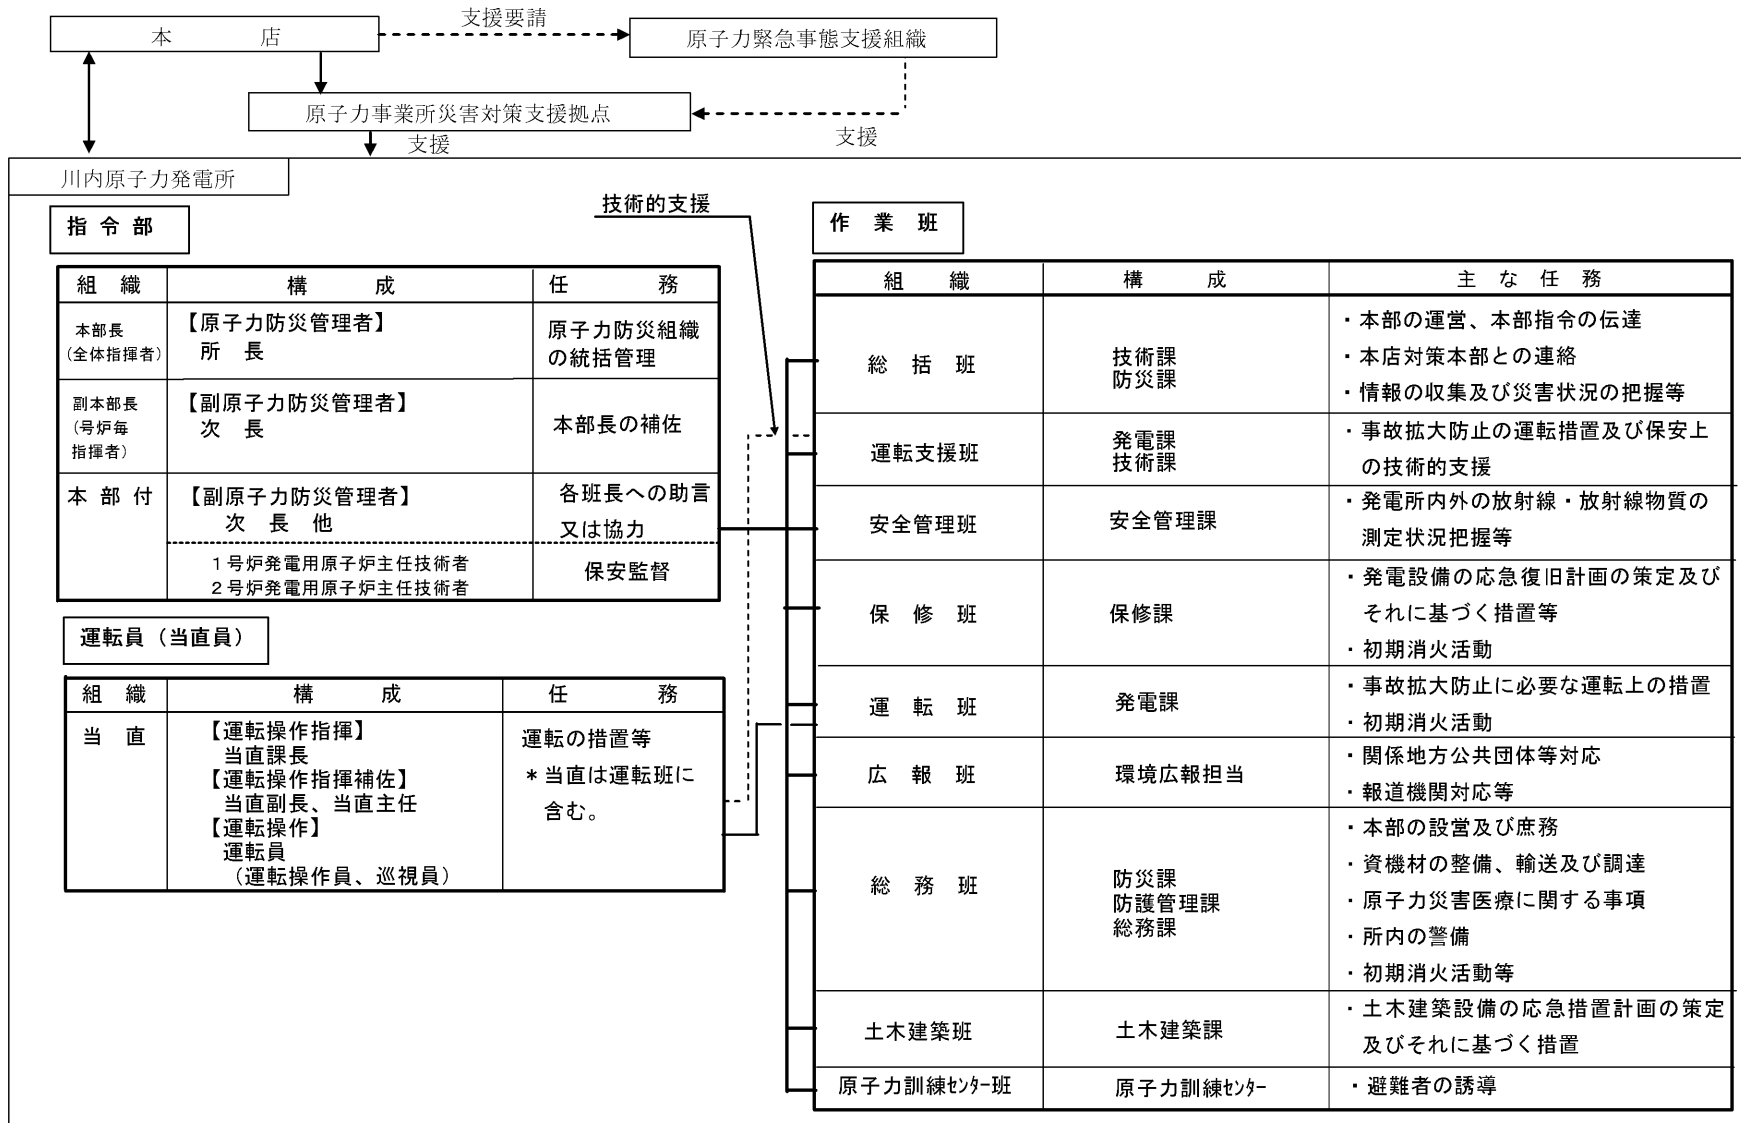 本　店
支援要請
原子力緊急事態支援組織
原子力事業所災害対策支援拠点
支援
支援
川内原子力発電所
指 令 部
技術的支援
組　織
構　成
任　務
本部長
(全体指揮者)
【原子力防災管理者】
所　長
原子力防災組織
の統括管理
副本部長
(号炉毎
指揮者)
【副原子力防災管理者】
次　長
本部長の補佐
本 部 付
【副原子力防災管理者】
次　長　他
各班長への助言
又は協力
１号炉発電用原子炉主任技術者
２号炉発電用原子炉主任技術者
保安監督
運転員（当直員）
組　織
構　成
任　務
当　直
【運転操作指揮】
当直課長
【運転操作指揮補佐】
当直副長、当直主任
【運転操作】
運転員
（運転操作員、巡視員）
運転の措置等
＊当直は運転班に
含む。
作　業　班
組　織
構　成
主 な 任 務
総　括　班
技術課
防災課
・本部の運営、本部指令の伝達
・本店対策本部との連絡
・情報の収集及び災害状況の把握等
運転支援班
発電課
技術課
・事故拡大防止の運転措置及び保安上
の技術的支援
安全管理班
安全管理課
・発電所内外の放射線・放射線物質の
測定状況把握等
保　修　班
保修課
・発電設備の応急復旧計画の策定及び
それに基づく措置等
・初期消火活動
運　転　班
発電課
・事故拡大防止に必要な運転上の措置
・初期消火活動
広　報　班
環境広報担当
・関係地方公共団体等対応
・報道機関対応等
総　務　班
防災課
防護管理課
総務課
・本部の設営及び庶務
・資機材の整備、輸送及び調達
・原子力災害医療に関する事項
・所内の警備
・初期消火活動等
土木建築班
土木建築課
・土木建築設備の応急措置計画の策定
及びそれに基づく措置
原子力訓練ｾﾝﾀｰ班
原子力訓練ｾﾝﾀｰ
・避難者の誘導